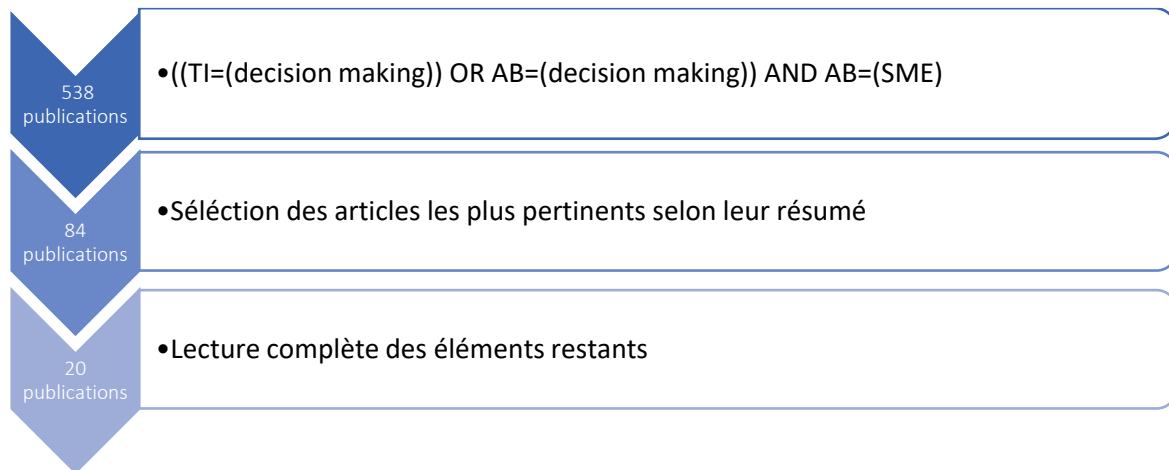 538
publications
•((TI=(decision making)) OR AB=(decision making)) AND AB=(SME)
84
publications
•Séléction des articles les plus pertinents selon leur résumé
20
publications
•Lecture complète des éléments restants